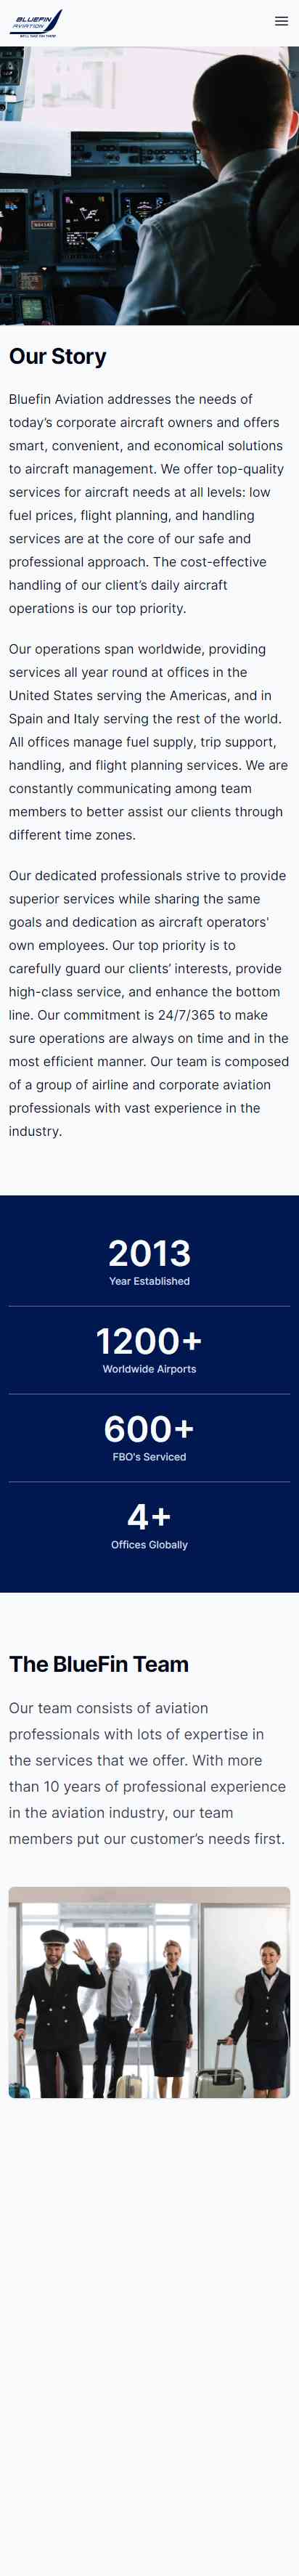 BLUEFIN
AVIATION
WE'LL TAKE YOU THERE
Our Story
Bluefin Aviation addresses the needs of
today’s corporate aircraft owners and offers
smart, convenient, and economical solutions
to aircraft management. We offer top-quality
services for aircraft needs at all levels: low
fuel prices, flight planning, and handling
services are at the core of our safe and
professional approach. The cost-effective
handling of our client’s daily aircraft
operations is our top priority.
Our operations span worldwide, providing
services all year round at offices in the
United States serving the Americas, and in
Spain and Italy serving the rest of the world.
All offices manage fuel supply, trip support,
handling, and flight planning services. We are
constantly communicating among team
members to better assist our clients through
different time zones.
Our dedicated professionals strive to provide
superior services while sharing the same
goals and dedication as aircraft operators'
own employees. Our top priority is to
carefully guard our clients’ interests, provide
high-class service, and enhance the bottom
line. Our commitment is 24/7/365 to make
sure operations are always on time and in the
most efficient manner. Our team is composed
of a group of airline and corporate aviation
professionals with vast experience in the
industry.
2013
Year Established
1200+
Worldwide Airports
600+
FBO's Serviced
4+
Offices Globally
The BlueFin Team
Our team consists of aviation
professionals with lots of expertise in
the services that we offer. With more
than 10 years of professional experience
in the aviation industry, our team
members put our customer’s needs first.